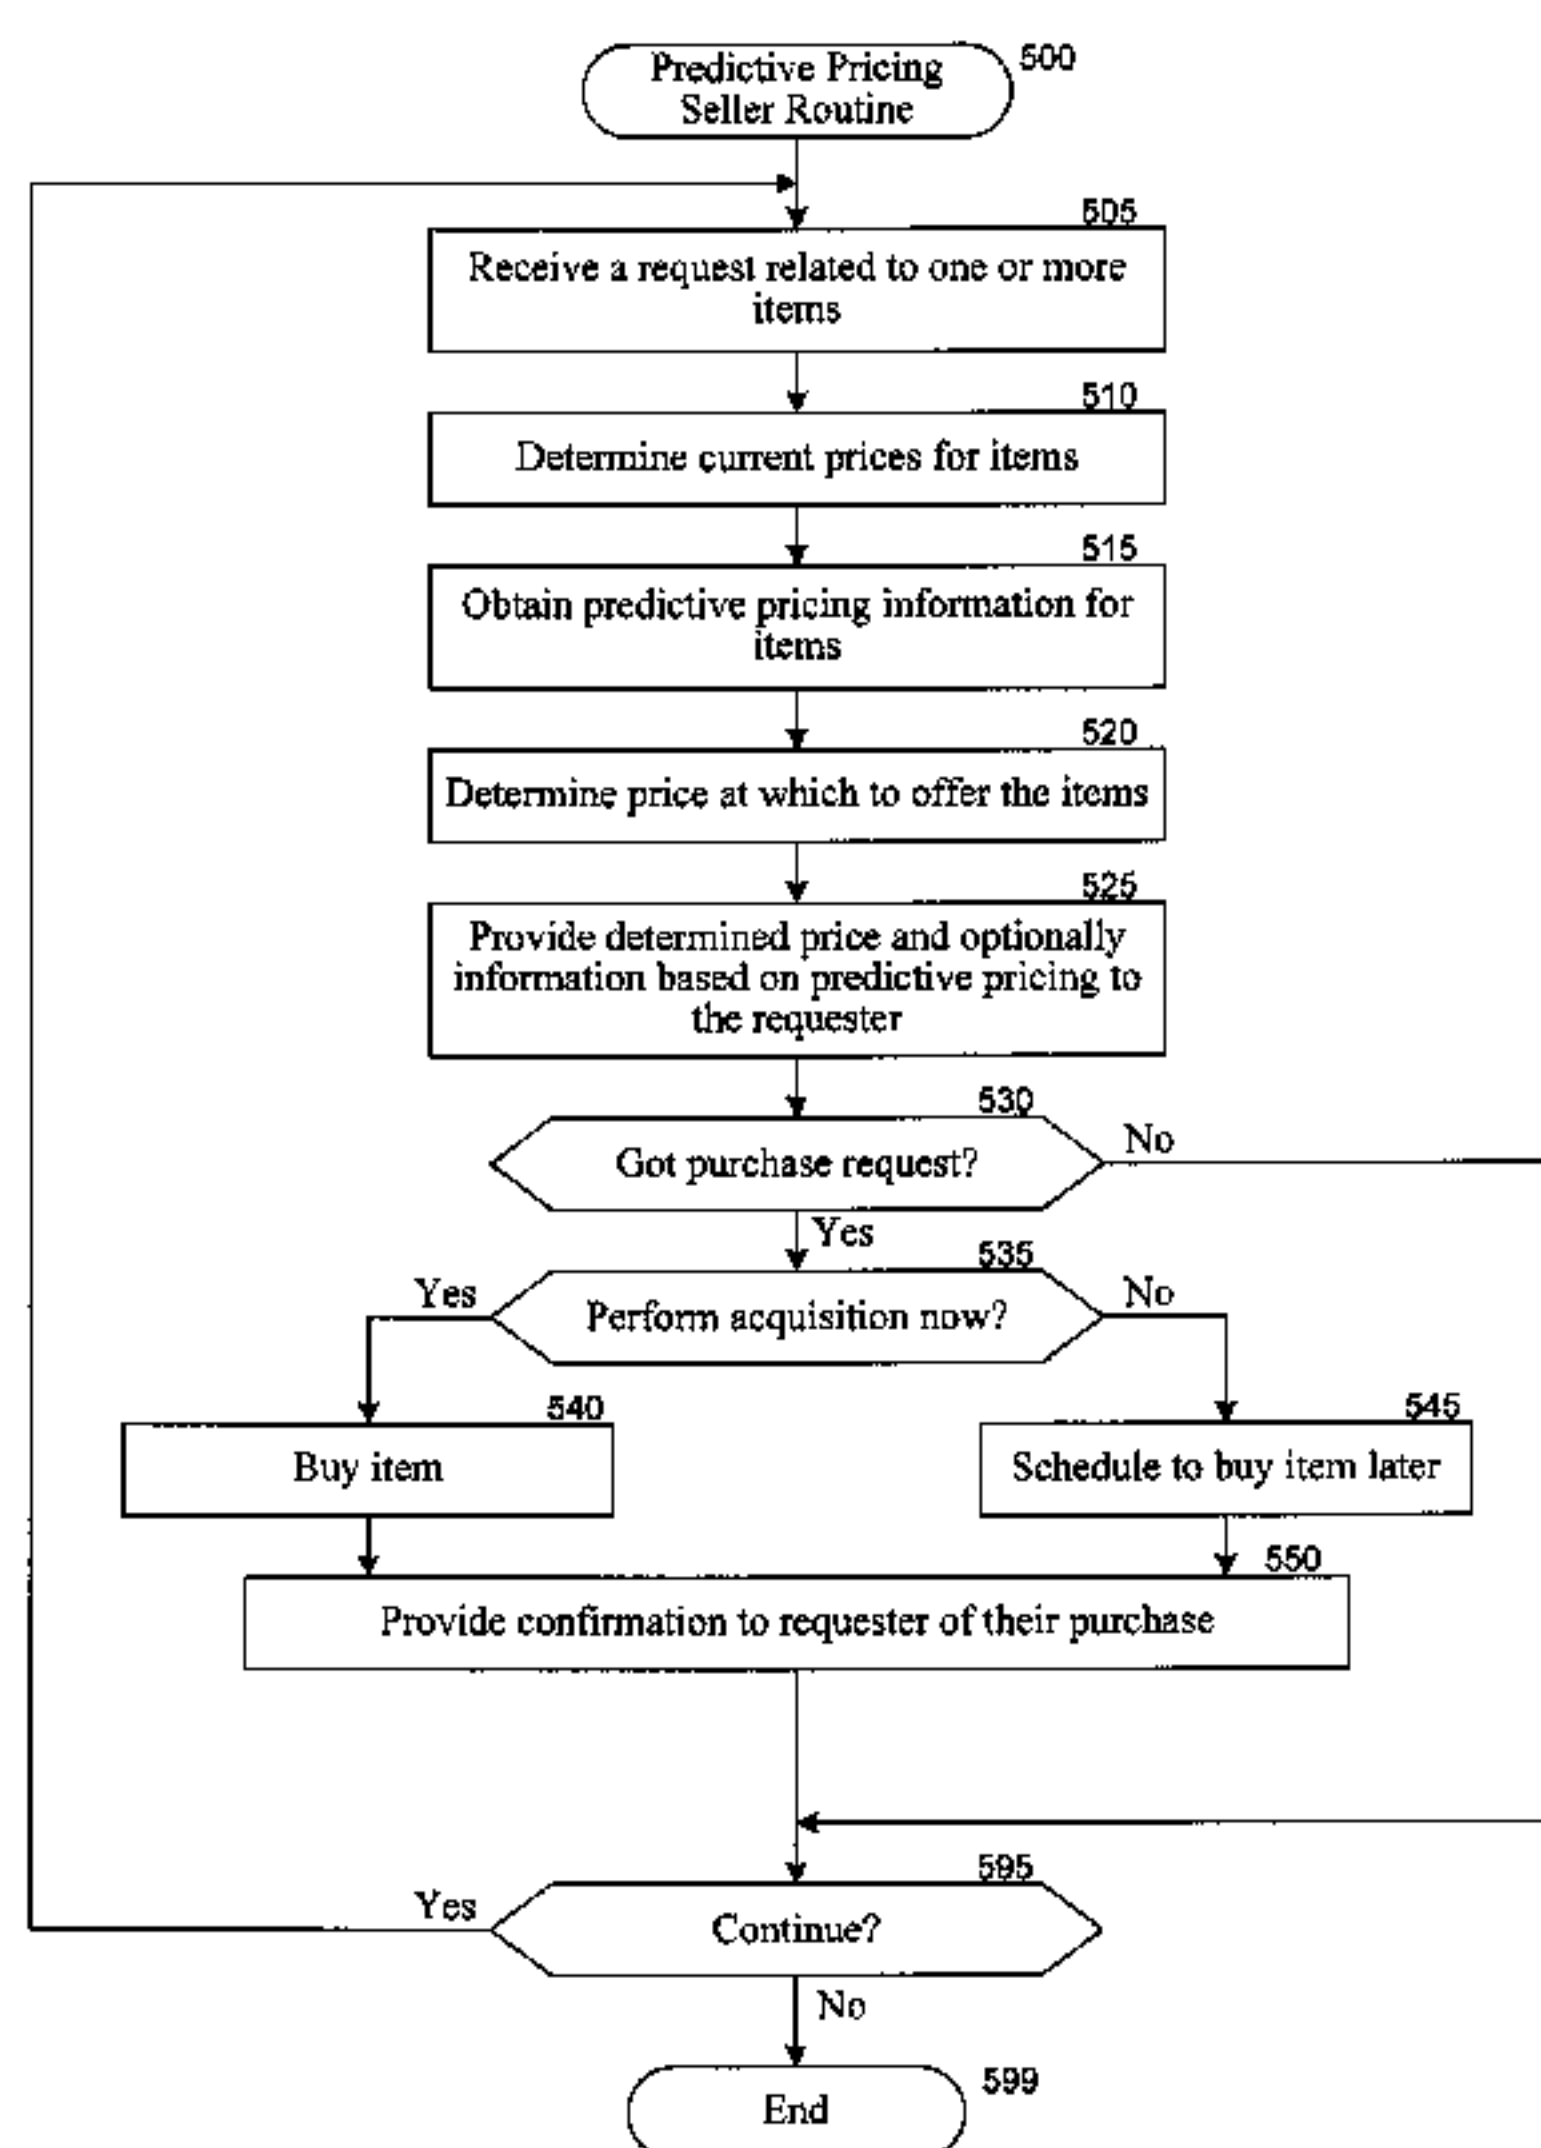 Predictive Pricing
Seller Routine
500
505
Receive a request related to one or more
items
510
Determine current prices for items
515
Obtain predictive pricing information for
items
520
Determine price at which to offer the items
525
Provide determined price and optionally
information based on predictive pricing to
the requester
530
Got purchase request?
No
Yes
535
Yes
Perform acquisition now?
No
540
Buy item
545
Schedule to buy item later
550
Provide confirmation to requester of their purchase
595
Yes
Continue?
No
End
599